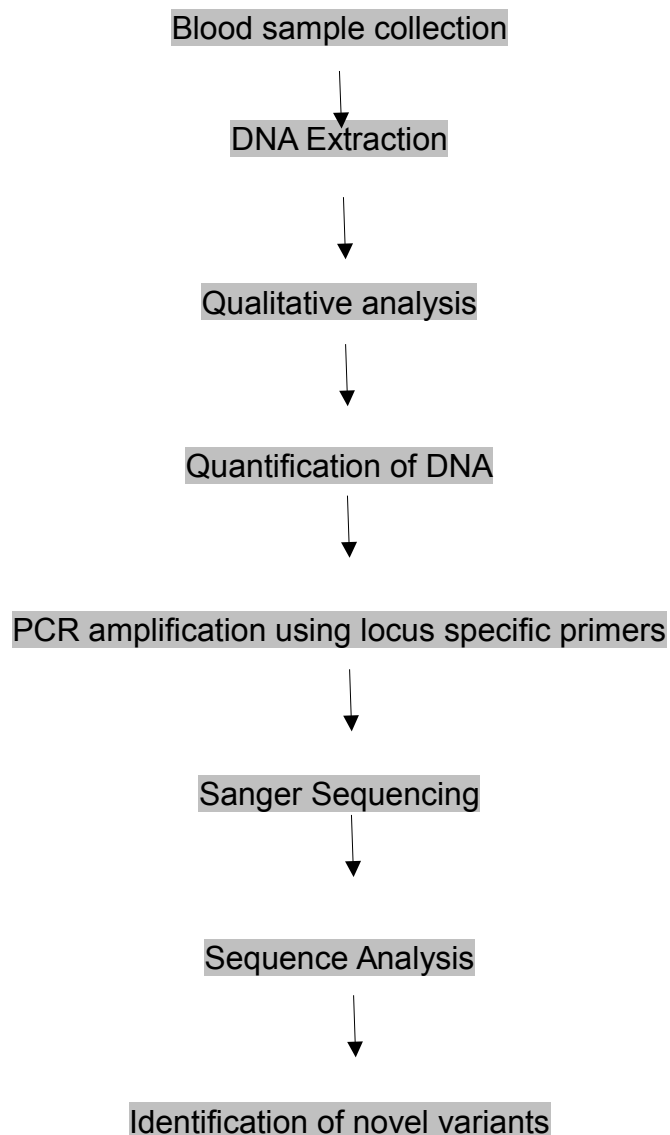 Blood sample collection
DNA Extraction
Qualitative analysis
Quantification of DNA
PCR amplification using locus specific primers
Sanger Sequencing
Sequence Analysis
Identification of novel variants